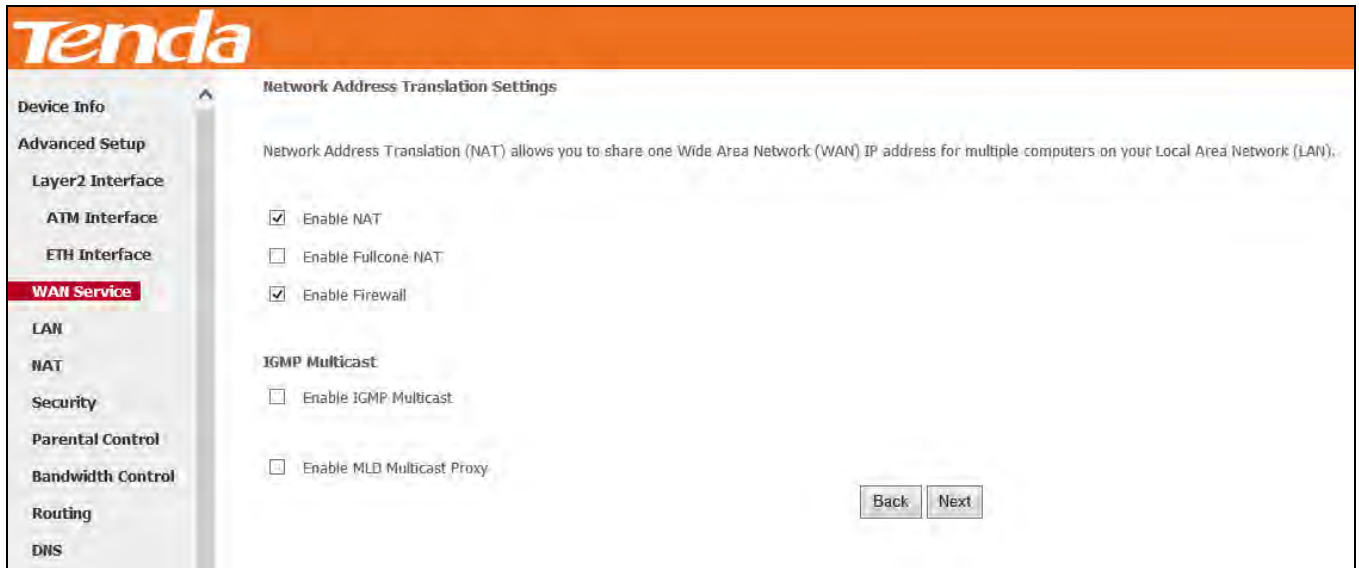 Tenda
Device Info
Advanced Setup
Layer2 Interface
ATM Interface
ETH Interface
WAN Service
LAN
NAT
Security
Parental Control
Bandwidth Control
Routing
DNS
Network Address Translation Settings
Network Address Translation (NAT) allows you to share one Wide Area Network (WAN) IP address for multiple computers on your Local Area Network (LAN).
Enable NAT
Enable Fullcone NAT
Enable Firewall
IGMP Multicast
Enable IGMP Multicast
Enable MLD Multicast Proxy
Back Next